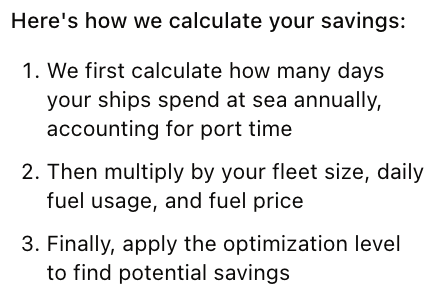 Here's how we calculate your savings:
1. We first calculate how many days
your ships spend at sea annually,
accounting for port time
2. Then multiply by your fleet size, daily
fuel usage, and fuel price
3. Finally, apply the optimization level
to find potential savings